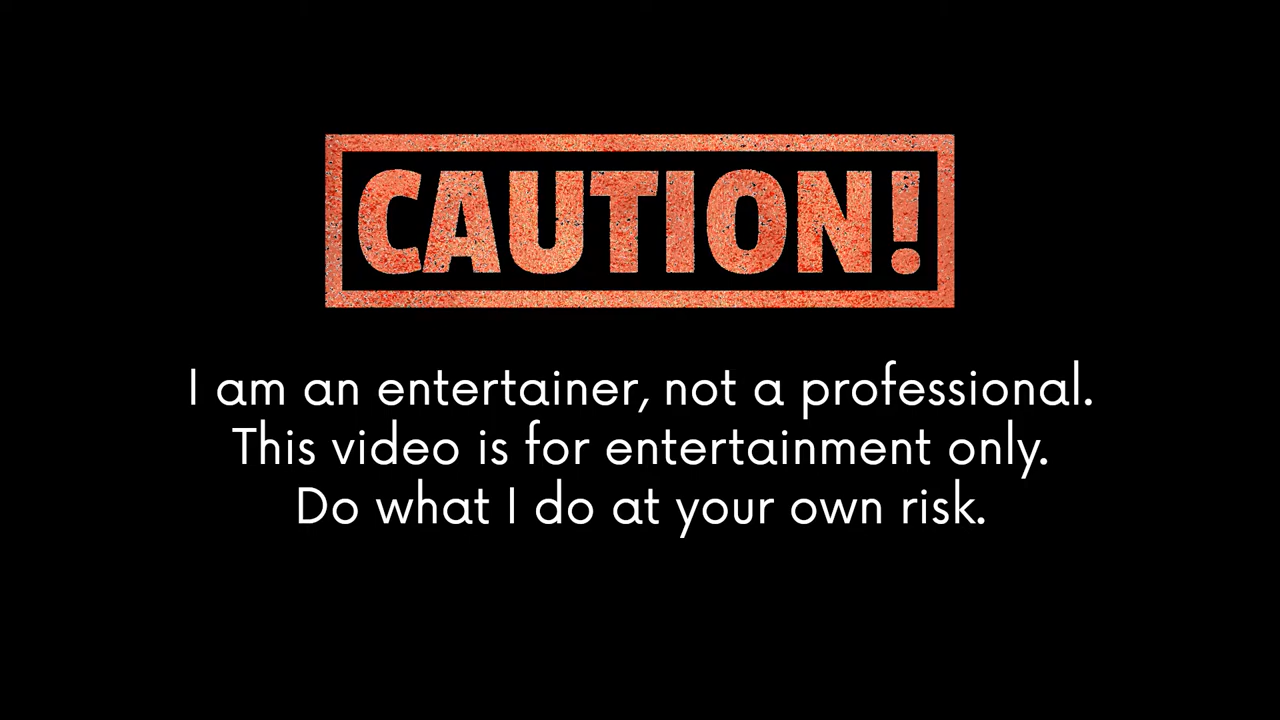 CAUTION!
I am an entertainer, not a professional.
This video is for entertainment only.
Do what I do at your own risk.